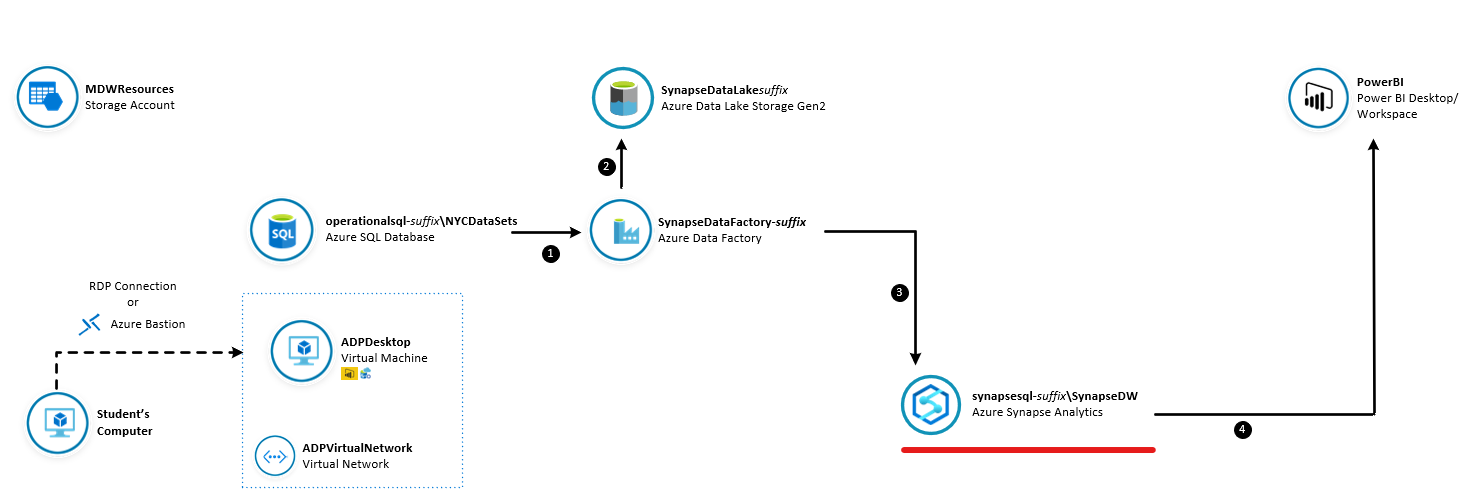 MDWResources
Storage Account
SynapseDataLakesuffix
Azure Data Lake Storage Gen2
PowerBI
Power BI Desktop/
Workspace
2
operationalsql-suffix\NYCDataSets
Azure SQL Database
SQL
1
SynapseDataFactory-suffix
Azure Data Factory
3
RDP Connection
or
Azure Bastion
ADPDesktop
Virtual Machine
Student’s
Computer
ADPVirtualNetwork
Virtual Network
synapsesql-suffix\SynapseDW
Azure Synapse Analytics
4